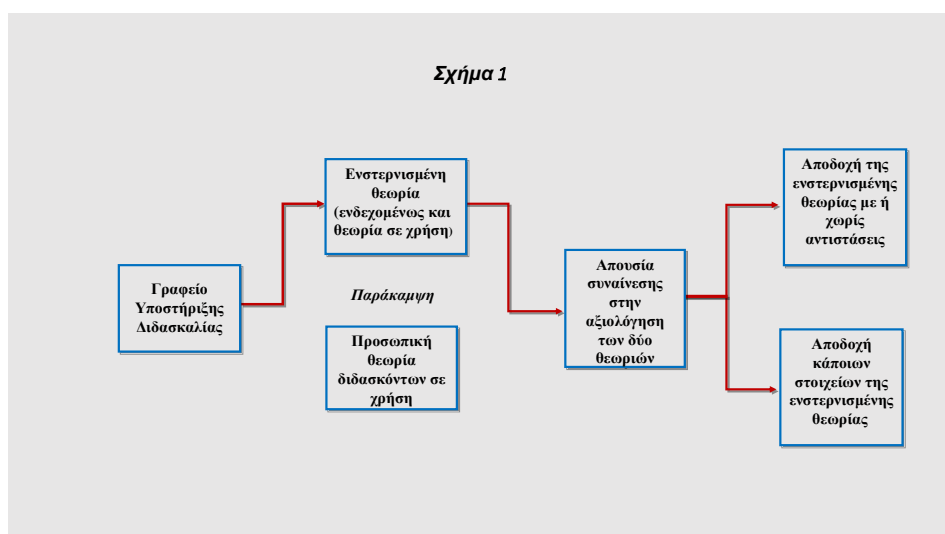 Σχήμα 1
Γραφείο
Υποστήριξης
Διδασκαλίας
Ενστερνισμένη
θεωρία
(ενδεχομένως και
θεωρία σε χρήση)
Παράκαμψη
Προσωπική
θεωρία
διδασκόντων σε
χρήση
Απουσία
συναίνεσης
στην
αξιολόγηση
των δύο
θεωριών
Αποδοχή της
ενστερνισμένης
θεωρίας με ή
χωρίς
αντιστάσεις
Αποδοχή
κάποιων
στοιχείων της
ενστερνισμένης
θεωρίας